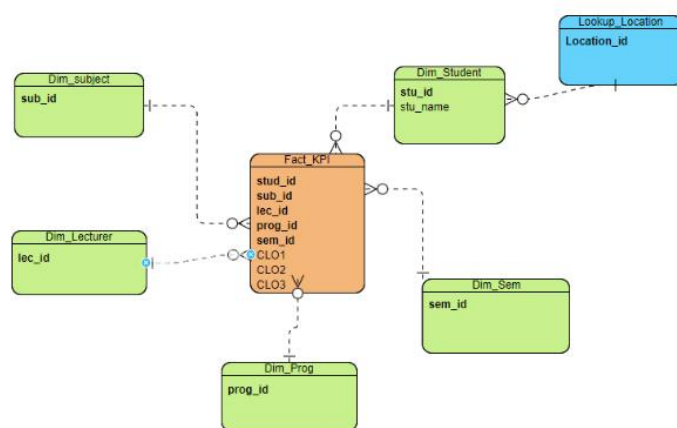 Lookup_Location
Location_id
Dim_Student
stu_id
stu_name
Dim_subject
sub_id
Fact_KPI
stud_id
sub_id
lec_id
prog_id
sem_id
CLO1
CLO2
CLO3
Dim_Lecturer
lec_id
Dim_Sem
sem_id
Dim_Prog
prog_id